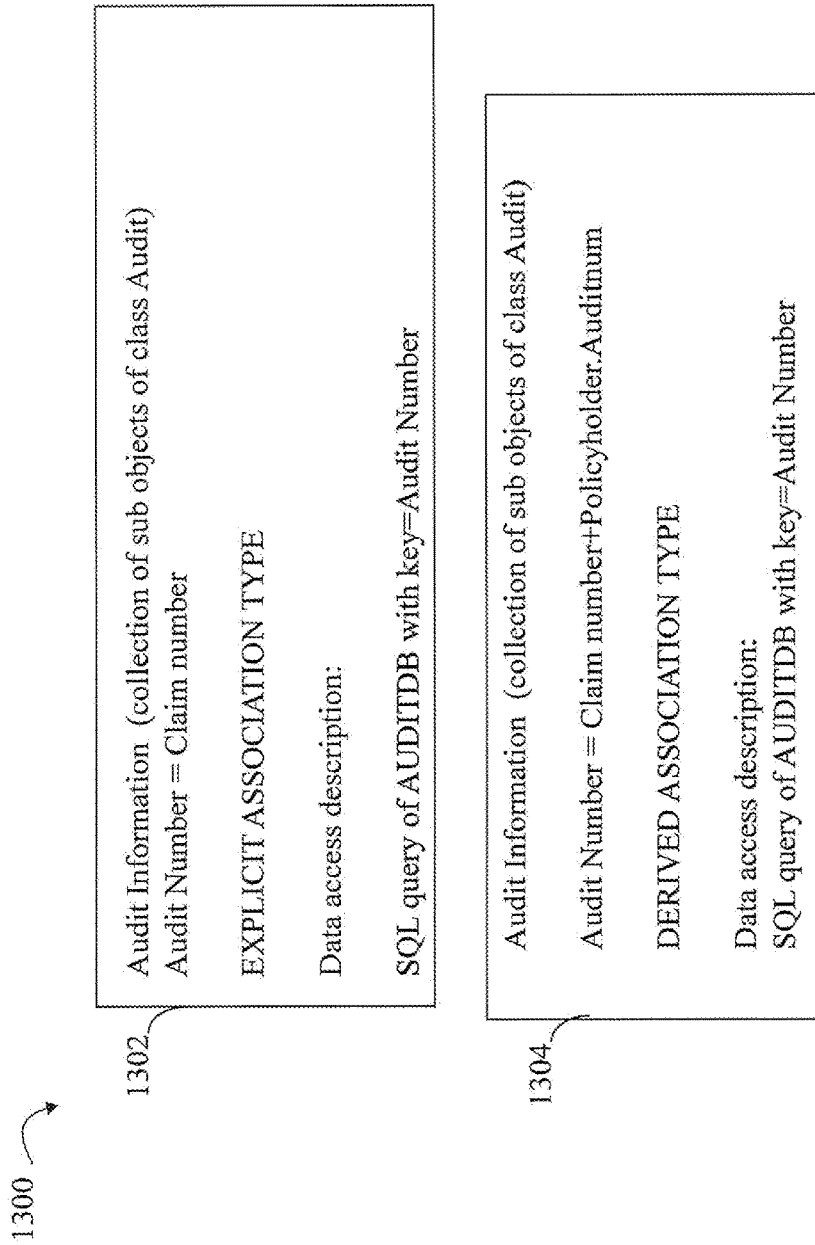 1300
1302
Audit Information (collection of sub objects of class Audit)
Audit Number = Claim number
EXPLICIT ASSOCIATION TYPE
Data access description:
SQL query of AUDITDB with key=Audit Number
1304
Audit Information (collection of sub objects of class Audit)
Audit Number = Claim number+Policyholder.Auditnum
DERIVED ASSOCIATION TYPE
Data access description:
SQL query of AUDITDB with key=Audit Number